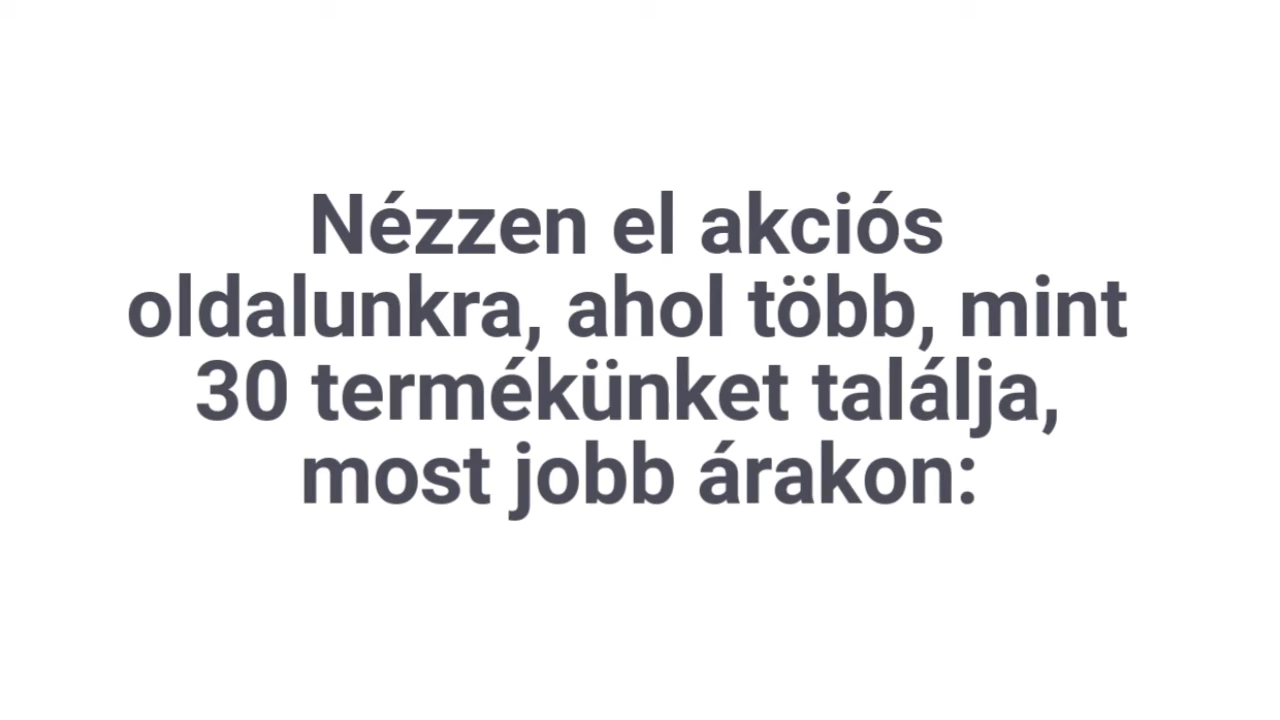 Nézzen el akciós
oldalunkra, ahol több, mint
30 termékünket találja,
most jobb árakon: